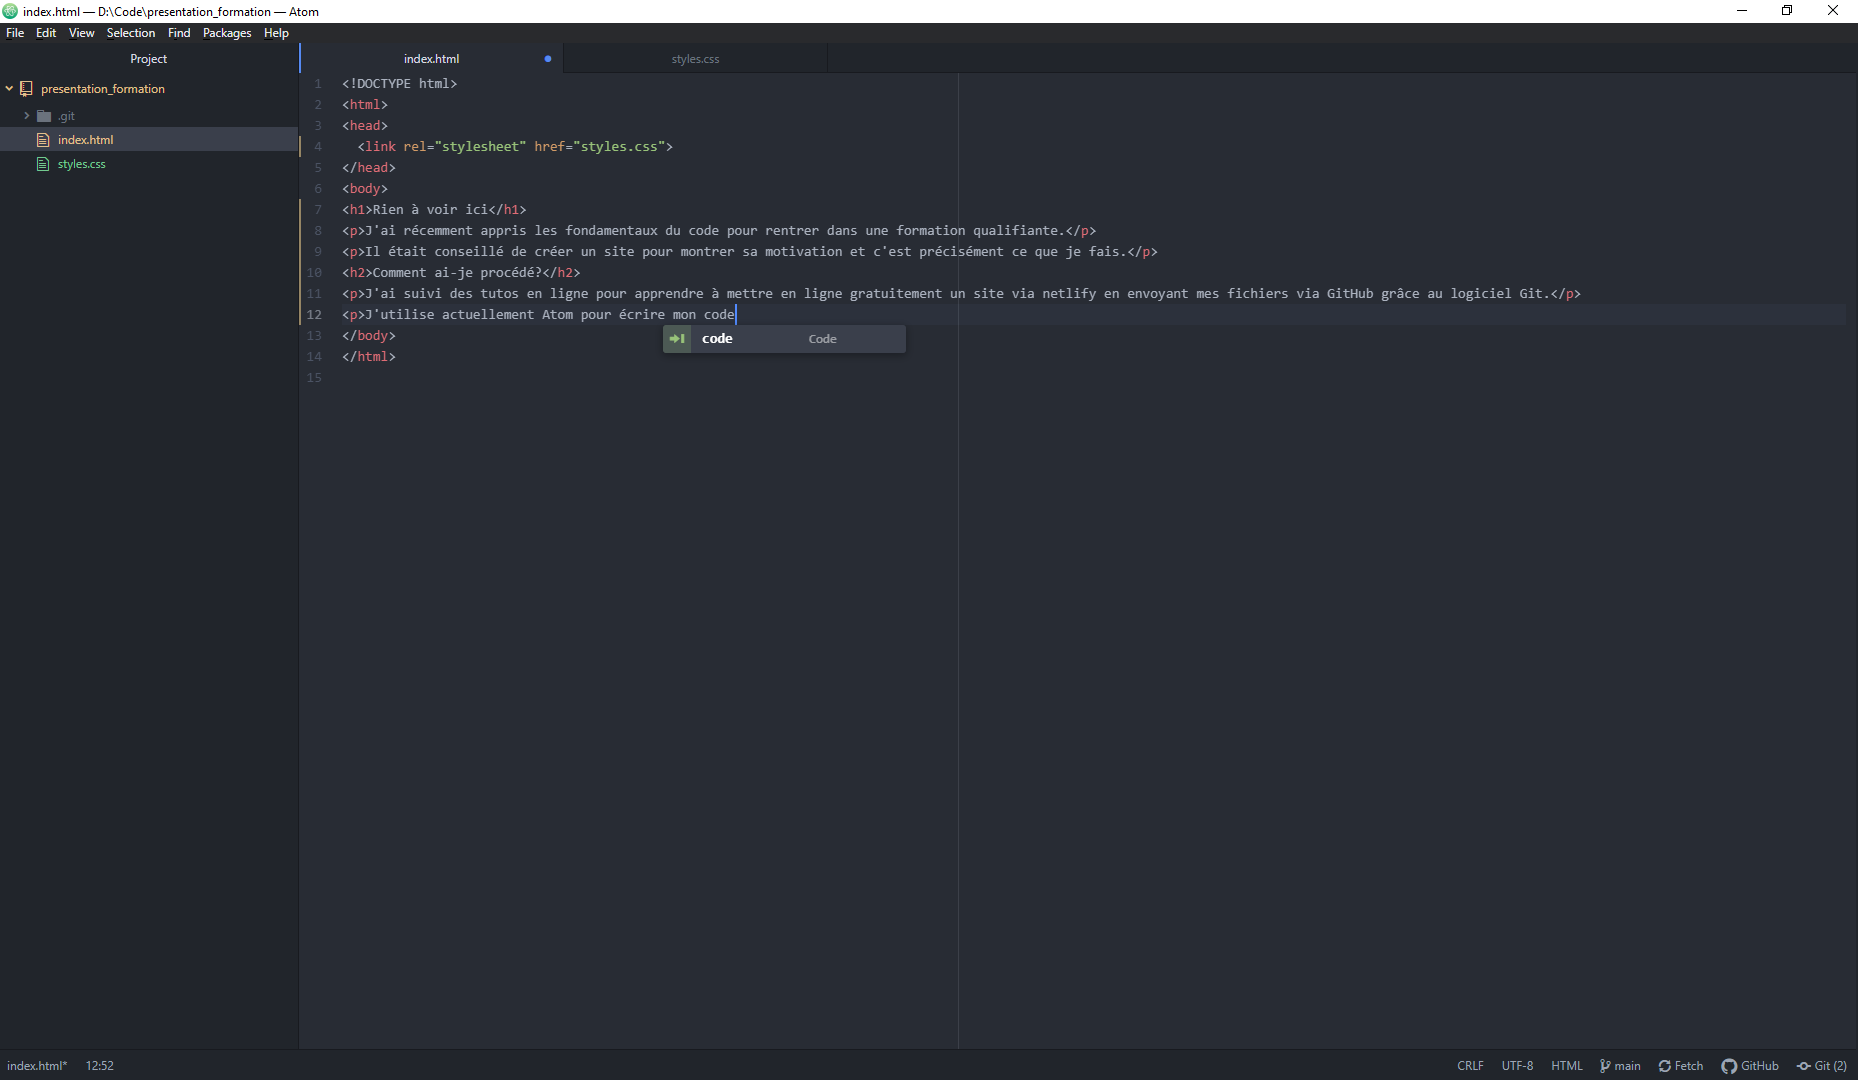 index.html — D:\Code\presentation_formation — Atom
File Edit View Selection Find Packages Help
Project
presentation_formation
.git
index.html
styles.css
index.html styles.css
1 <!DOCTYPE html>
2 <html>
3 <head>
4 <link rel="stylesheet" href="styles.css">
5 </head>
6 <body>
7 <h1>Rien à voir ici</h1>
8 <p>J'ai récemment appris les fondamentaux du code pour rentrer dans une formation qualifiante.</p>
9 <p>Il était conseillé de créer un site pour montrer sa motivation et c'est précisément ce que je fais.</p>
10 <h2>Comment ai-je procédé?</h2>
11 <p>J'ai suivi des tutos en ligne pour apprendre à mettre en ligne gratuitement un site via netlify en envoyant mes fichiers via GitHub grâce au logiciel Git.</p>
12 <p>J'utilise actuellement Atom pour écrire mon code
code Code
13 </body>
14 </html>
15
index.html* 12:52 CRLF UTF-8 HTML main Fetch GitHub Git (2)